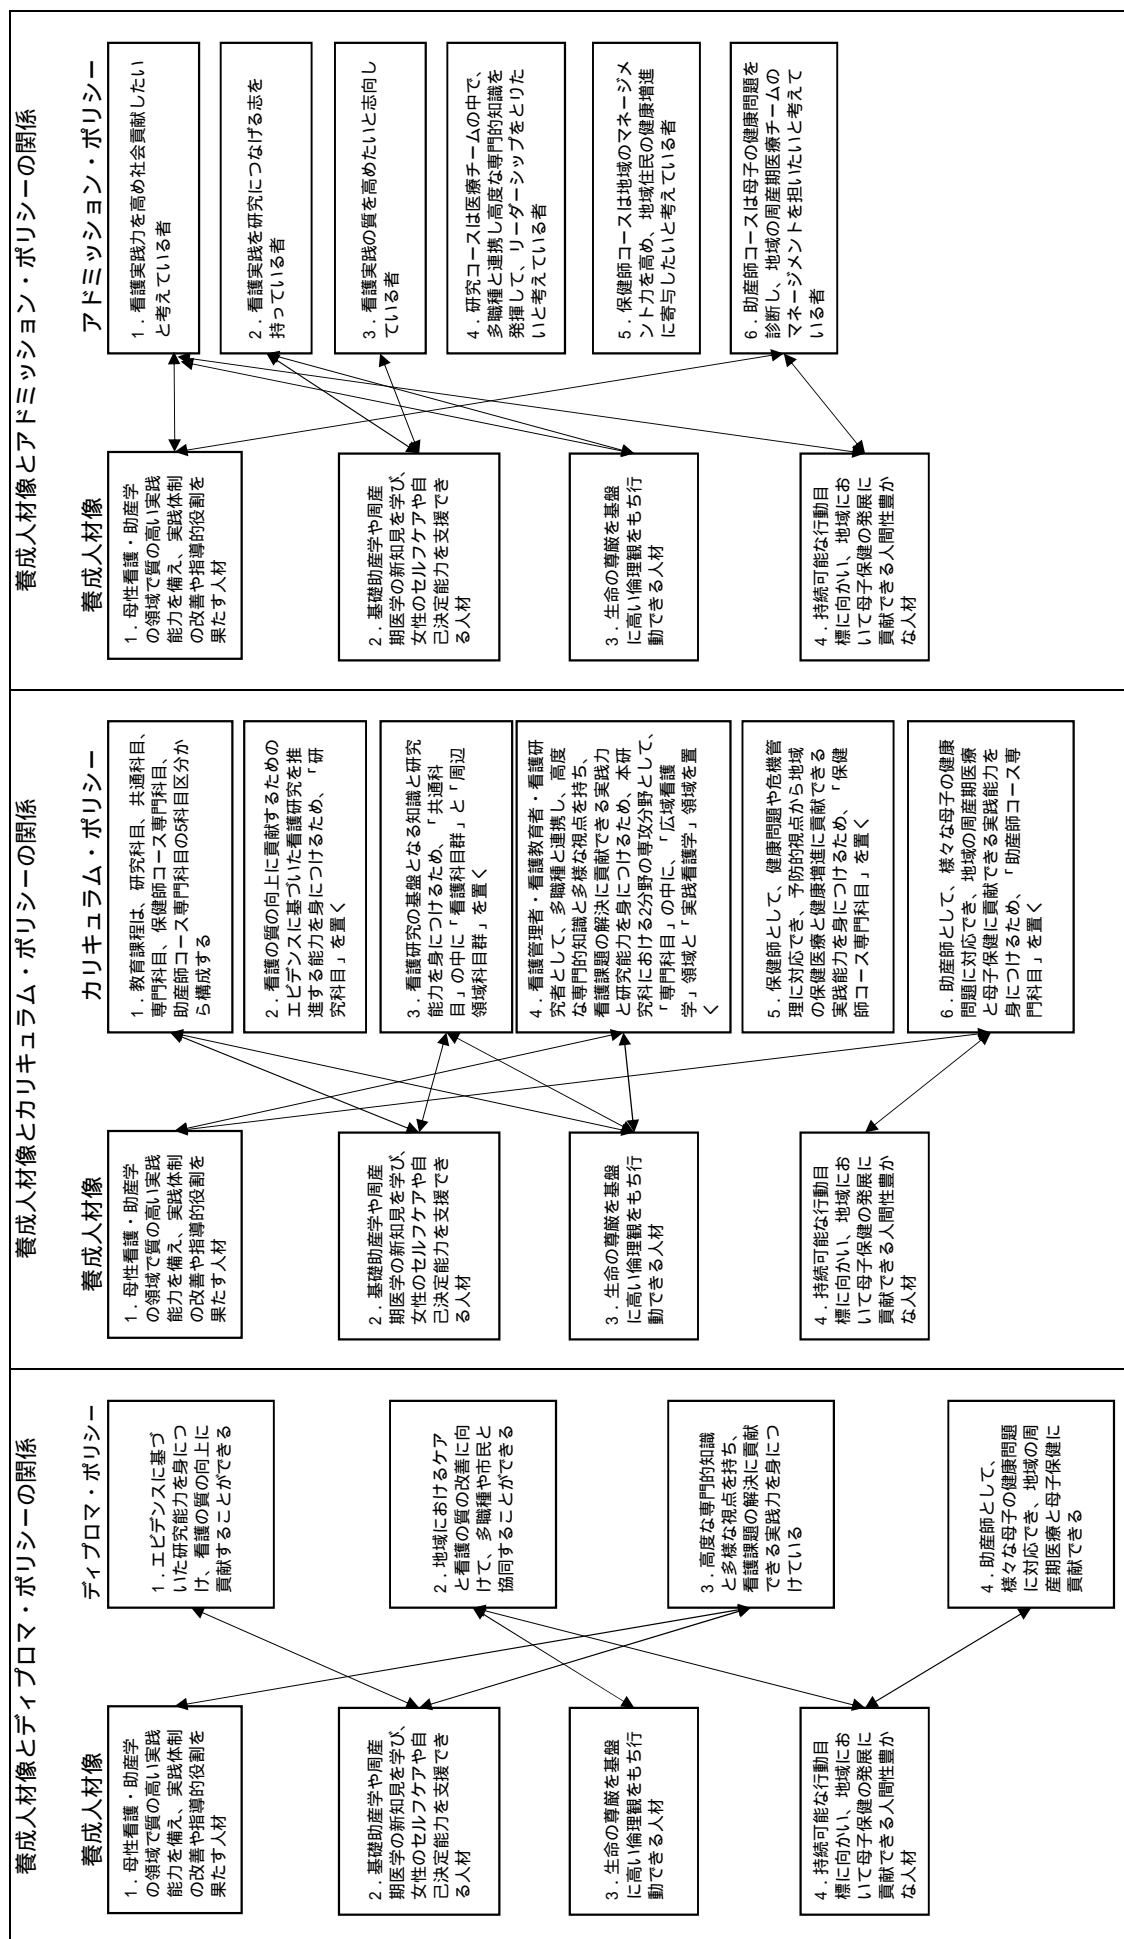 養成人材像とディプロマ・ポリシーの関係
養成人材像
1．母性看護・助産学
の領域で質の高い実践
能力を備え、実践体制
の改善や指導的役割を
果たす人材
2．基礎助産学や周産
期医学の新知見を学び、
女性のセルフケアや自
己決定能力を支援でき
る人材
3．生命の尊厳を基盤
に高い倫理観をもち行
動できる人材
4．持続可能な行動目
標に向かい、地域にお
いて母子保健の発展に
貢献できる人間性豊か
な人材
ディプロマ・ポリシー
1．エビデンスに基づ
いた研究能力を身につ
け、看護の質の向上に
貢献することができる
2．地域におけるケア
と看護の質の改善に向
けて、多職種や市民と
協同することができる
3．高度な専門的知識
と多様な視点を持ち、
看護課題の解決に貢献
できる実践力を身につ
けている
4．助産師として、
様々な母子の健康問題
に対応でき、地域の周
産期医療と母子保健に
貢献できる
養成人材像とカリキュラム・ポリシーの関係
養成人材像
1．母性看護・助産学
の領域で質の高い実践
能力を備え、実践体制
の改善や指導的役割を
果たす人材
2．基礎助産学や周産
期医学の新知見を学び、
女性のセルフケアや自
己決定能力を支援でき
る人材
3．生命の尊厳を基盤
に高い倫理観をもち行
動できる人材
4．持続可能な行動目
標に向かい、地域にお
いて母子保健の発展に
貢献できる人間性豊か
な人材
カリキュラム・ポリシー
1．教育課程は、研究科目、共通科目、
専門科目、保健師コース専門科目、
助産師コース専門科目の5科目区分か
ら構成する
2．看護の質の向上に貢献するための
エビデンスに基づいた看護研究を推
進する能力を身につけるため、「研
究科目」を置く
3．看護研究の基盤となる知識と研究
能力を身につけるため、「共通科
目」の中に「看護科目群」と「周辺
領域科目群」を置く
4．看護管理者・看護教育者・看護研
究者として、多職種と連携し、高度
な専門的知識と多様な視点を持ち、
看護課題の解決に貢献できる実践力
と研究能力を身につけるため、本研
究科における2分野の専攻分野として、
「専門科目」の中に、「広域看護
学」領域と「実践看護学」領域を置
く
5．保健師として、健康問題や危機管
理に対応でき、予防的視点から地域
の保健医療と健康増進に貢献できる
実践能力を身につけるため、「保健
師コース専門科目」を置く
6．助産師として、様々な母子の健康
問題に対応でき、地域の周産期医療
と母子保健に貢献できる実践能力を
身につけるため、「助産師コース専
門科目」を置く
養成人材像とアドミッション・ポリシーの関係
養成人材像
1．母性看護・助産学
の領域で質の高い実践
能力を備え、実践体制
の改善や指導的役割を
果たす人材
2．基礎助産学や周産
期医学の新知見を学び、
女性のセルフケアや自
己決定能力を支援でき
る人材
3．生命の尊厳を基盤
に高い倫理観をもち行
動できる人材
4．持続可能な行動目
標に向かい、地域にお
いて母子保健の発展に
貢献できる人間性豊か
な人材
アドミッション・ポリシー
1．看護実践力を高め社会貢献したい
と考えている者
2．看護実践を研究につなげる志を
持っている者
3．看護実践の質を高めたいと志向し
ている者
4．研究コースは医療チームの中で、
多職種と連携し高度な専門的知識を
発揮して、リーダーシップをとりた
いと考えている者
5．保健師コースは地域のマネージメ
ント力を高め、地域住民の健康増進
に寄与したいと考えている者
6．助産師コースは母子の健康問題を
診断し、地域の周産期医療チームの
マネージメントを担いたいと考えて
いる者